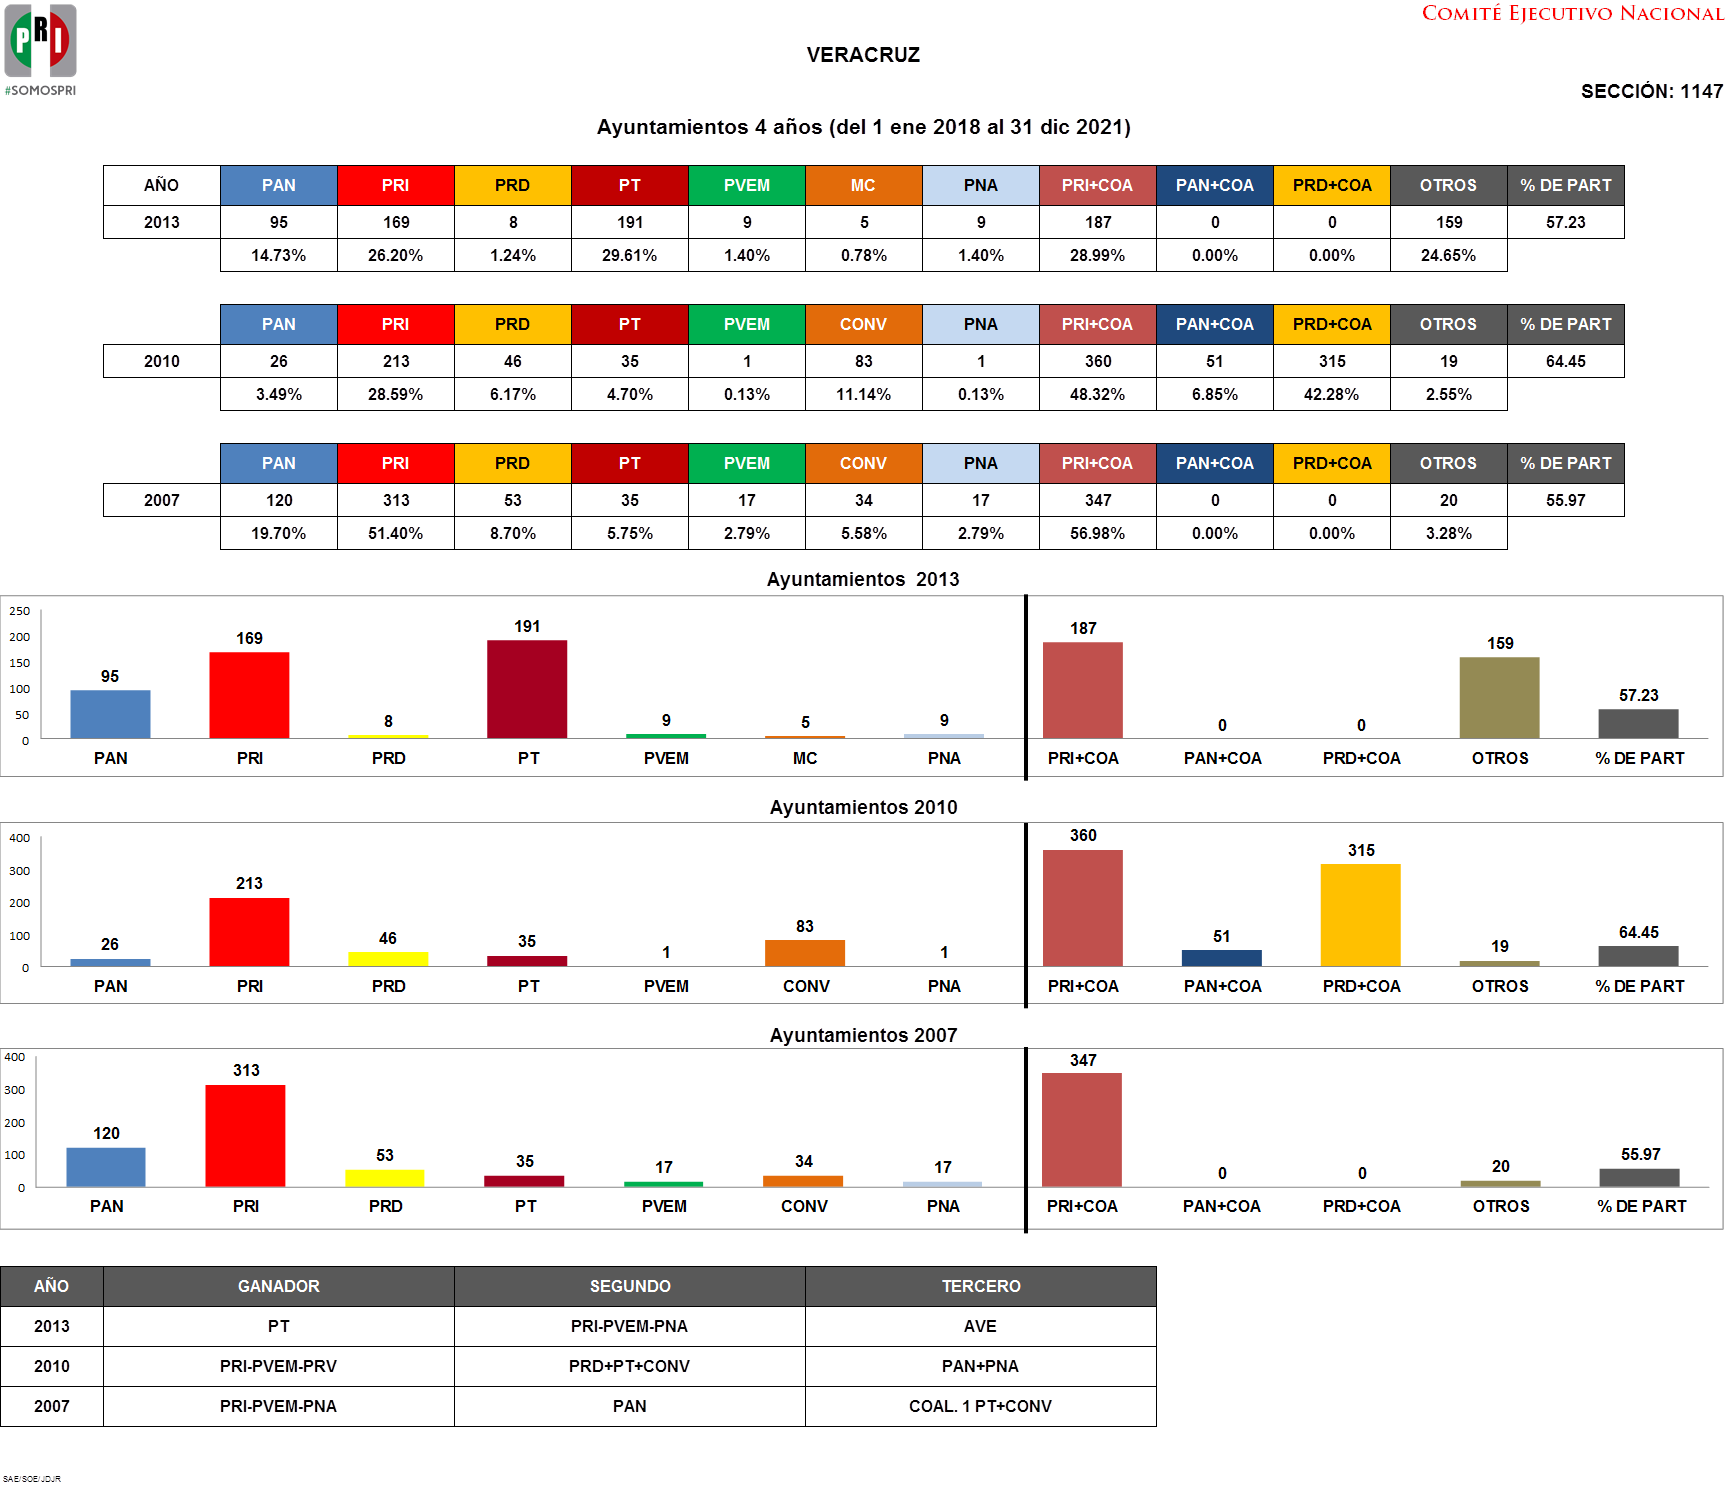 PRI
#SOMOSPRI
COMITÉ EJECUTIVO NACIONAL
VERACRUZ
SECCIÓN: 1147
Ayuntamientos 4 años (del 1 ene 2018 al 31 dic 2021)
AÑO PAN PRI PRD PT PVEM MC PNA PRI+COA PAN+COA PRD+COA OTROS % DE PART
2013 95 169 8 191 9 5 9 187 0 0 159 57.23
14.73% 26.20% 1.24% 29.61% 1.40% 0.78% 1.40% 28.99% 0.00% 0.00% 24.65%
PAN PRI PRD PT PVEM CONV PNA PRI+COA PAN+COA PRD+COA OTROS % DE PART
2010 26 213 46 35 1 83 1 360 51 315 19 64.45
3.49% 28.59% 6.17% 4.70% 0.13% 11.14% 0.13% 48.32% 6.85% 42.28% 2.55%
PAN PRI PRD PT PVEM CONV PNA PRI+COA PAN+COA PRD+COA OTROS % DE PART
2007 120 313 53 35 17 34 17 347 0 0 20 55.97
19.70% 51.40% 8.70% 5.75% 2.79% 5.58% 2.79% 56.98% 0.00% 0.00% 3.28%
Ayuntamientos 2013
250
200
150
100
50
0
95 169 8 191 9 5 9 187 0 0 159 57.23
PAN PRI PRD PT PVEM MC PNA PRI+COA PAN+COA PRD+COA OTROS % DE PART
Ayuntamientos 2010
400
300
200
100
0
26 213 46 35 1 83 1 360 51 315 19 64.45
PAN PRI PRD PT PVEM CONV PNA PRI+COA PAN+COA PRD+COA OTROS % DE PART
Ayuntamientos 2007
400
300
200
100
0
120 313 53 35 17 34 17 347 0 0 20 55.97
PAN PRI PRD PT PVEM CONV PNA PRI+COA PAN+COA PRD+COA OTROS % DE PART
AÑO GANADOR SEGUNDO TERCERO
2013 PT PRI-PVEM-PNA AVE
2010 PRI-PVEM-PRV PRD+PT+CONV PAN+PNA
2007 PRI-PVEM-PNA PAN COAL. 1 PT+CONV
SAE/SOE/JDJR